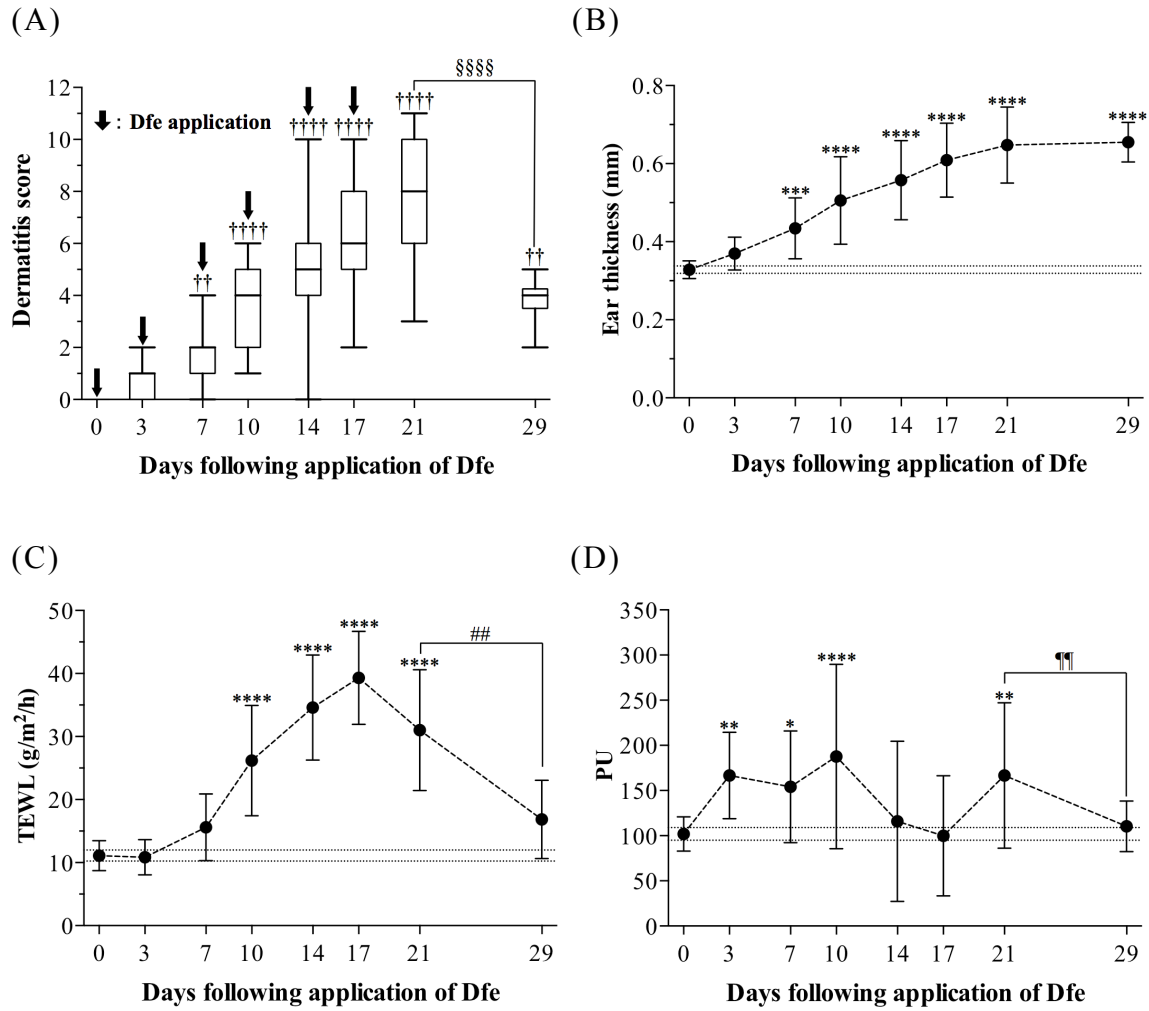 (A)
§§§§
12
10
8
6
4
2
0
: Dfe application
††
††††
††††
††††
††††
††
Dermatitis score
0 3 7 10 14 17 21 29
Days following application of Dfe
(B)
0.8
0.6
0.4
0.2
0.0
***
****
****
****
****
****
Ear thickness (mm)
0 3 7 10 14 17 21 29
Days following application of Dfe
(C)
50
40
30
20
10
0
****
****
****
****
##
TEWL (g/m²/h)
0 3 7 10 14 17 21 29
Days following application of Dfe
(D)
350
300
250
200
150
100
50
0
**
*
****
**
¶¶
PU
0 3 7 10 14 17 21 29
Days following application of Dfe